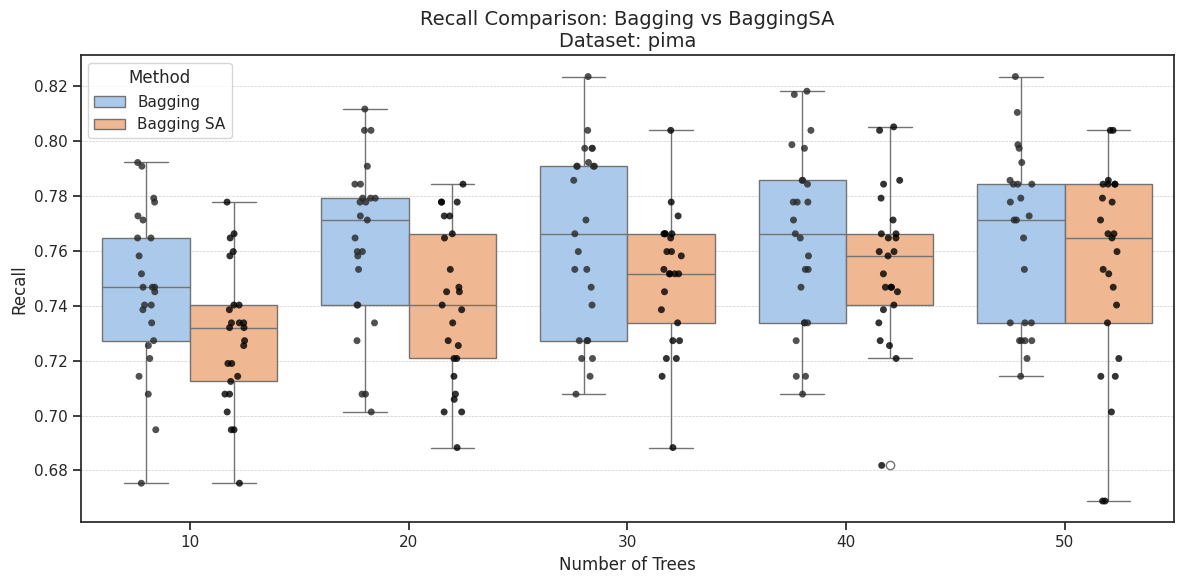 Recall Comparison: Bagging vs BaggingSA
Dataset: pima
Method
Bagging
Bagging SA
Recall
0.82
0.80
0.78
0.76
0.74
0.72
0.70
0.68
10
20
30
40
50
Number of Trees